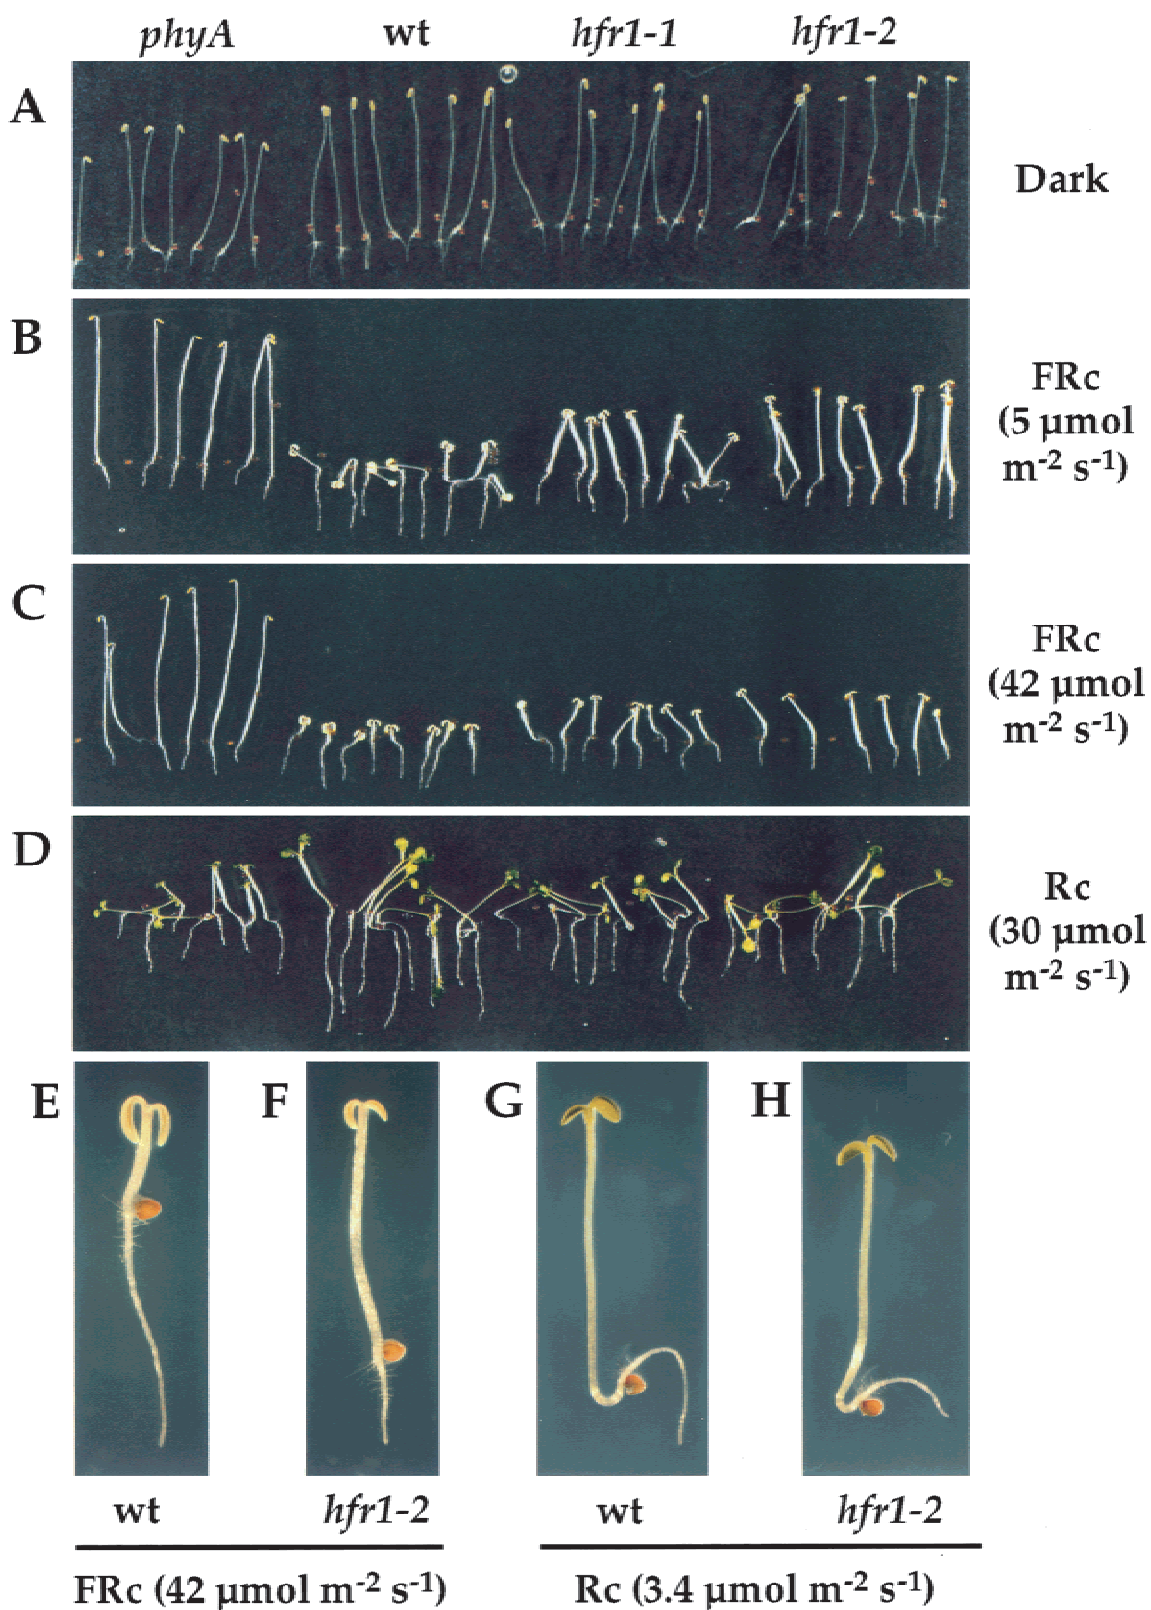 phyA wt hfr1-1 hfr1-2
A
Dark
B
FRc
(5 µmol
m-2 s-1)
C
FRc
(42 µmol
m-2 s-1)
D
Rc
(30 µmol
m-2 s-1)
E F G H
wt hfr1-2 wt hfr1-2
FRc (42 µmol m-2 s-1) Rc (3.4 µmol m-2 s-1)